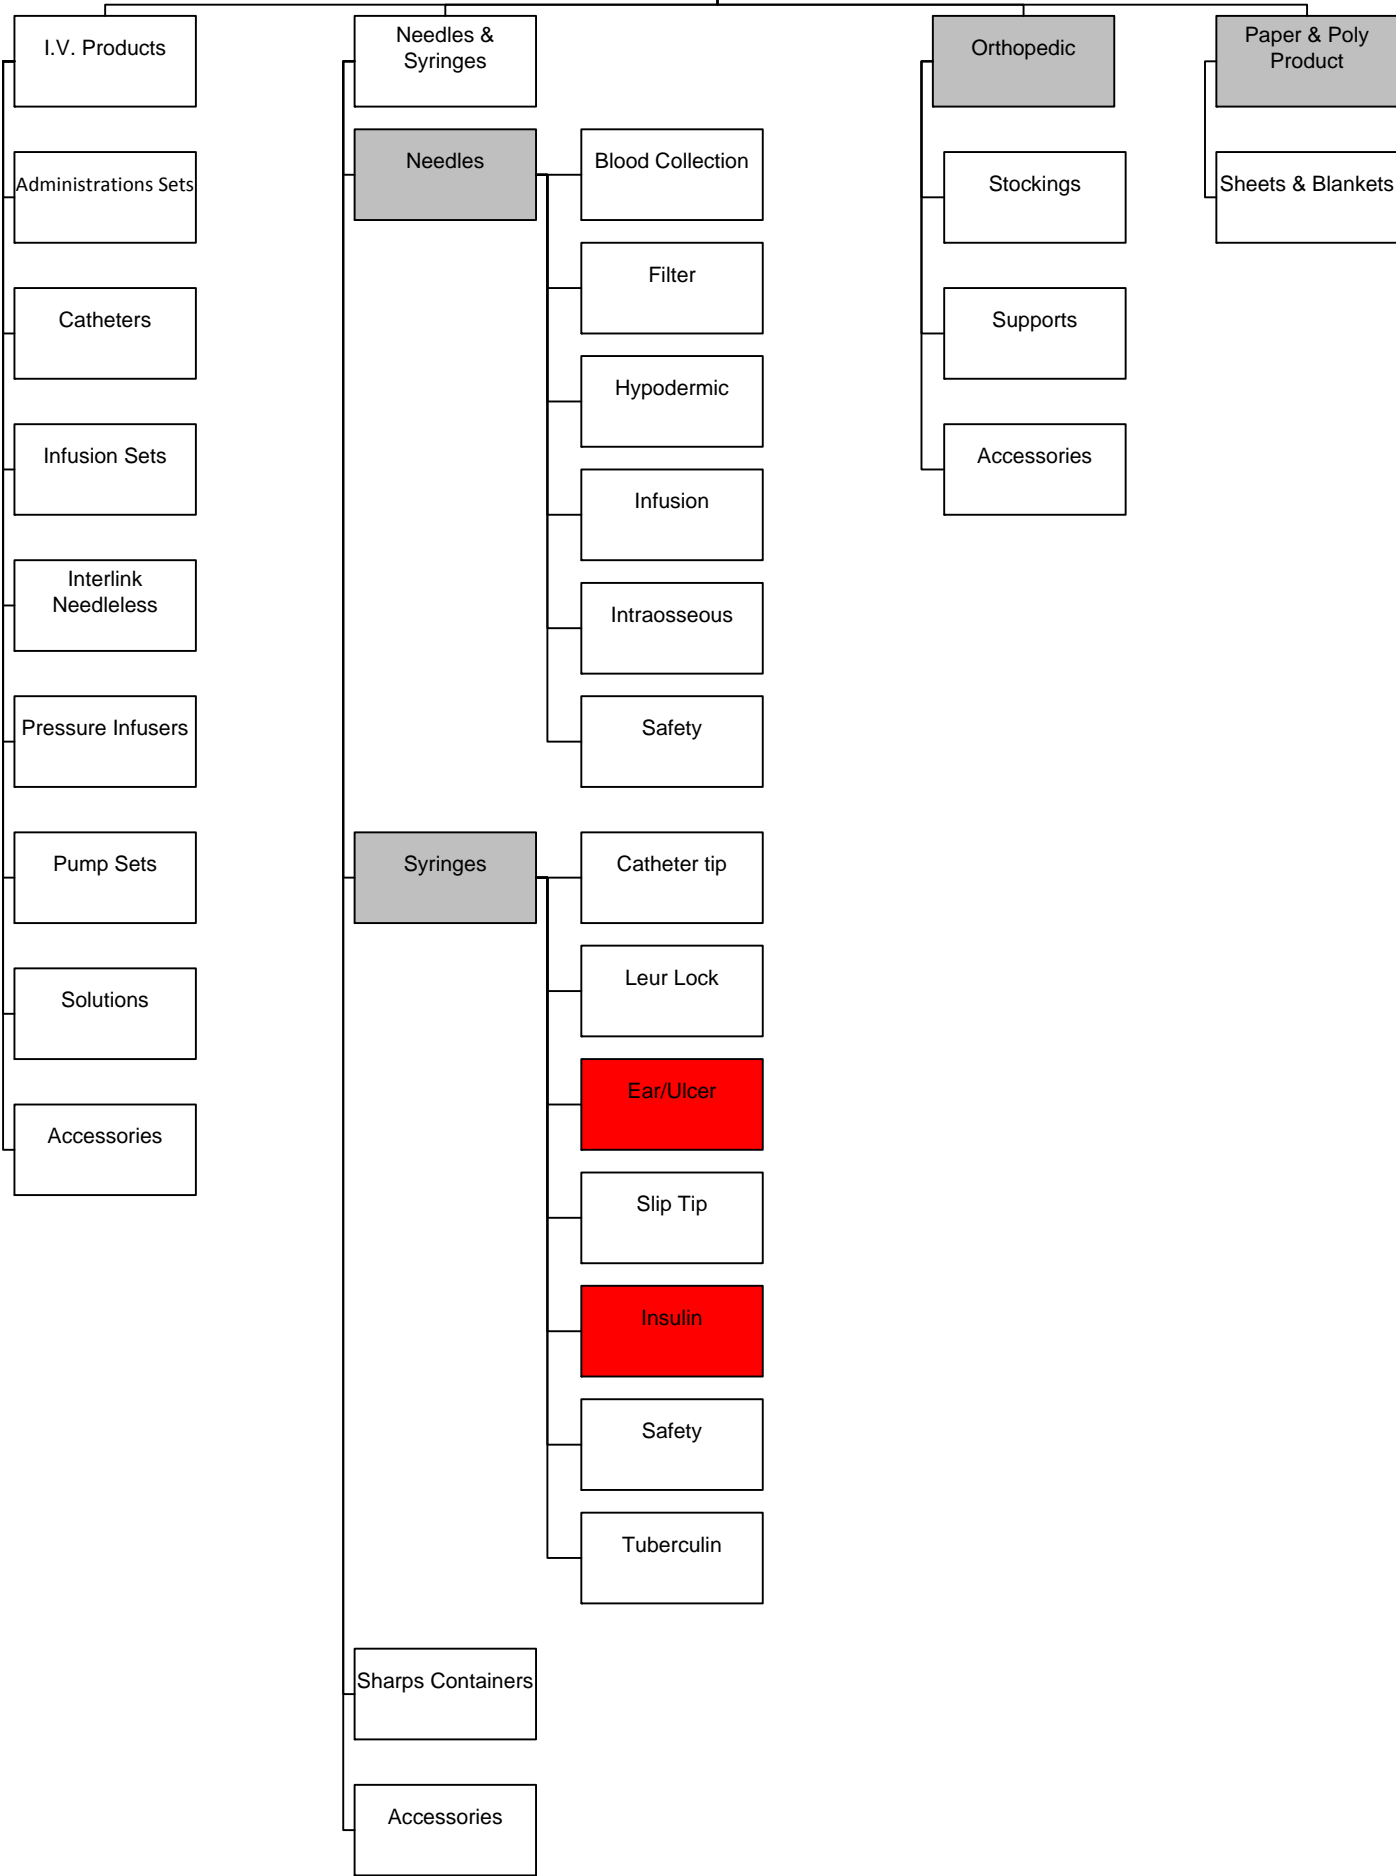 I.V. Products
Administrations Sets
Catheters
Infusion Sets
Interlink
Needleless
Pressure Infusers
Pump Sets
Solutions
Accessories
Needles &
Syringes
Needles
Blood Collection
Filter
Hypodermic
Infusion
Intraosseous
Safety
Syringes
Catheter tip
Leur Lock
Ear/Ulcer
Slip Tip
Insulin
Safety
Tuberculin
Sharps Containers
Accessories
Orthopedic
Stockings
Supports
Accessories
Paper & Poly
Product
Sheets & Blankets